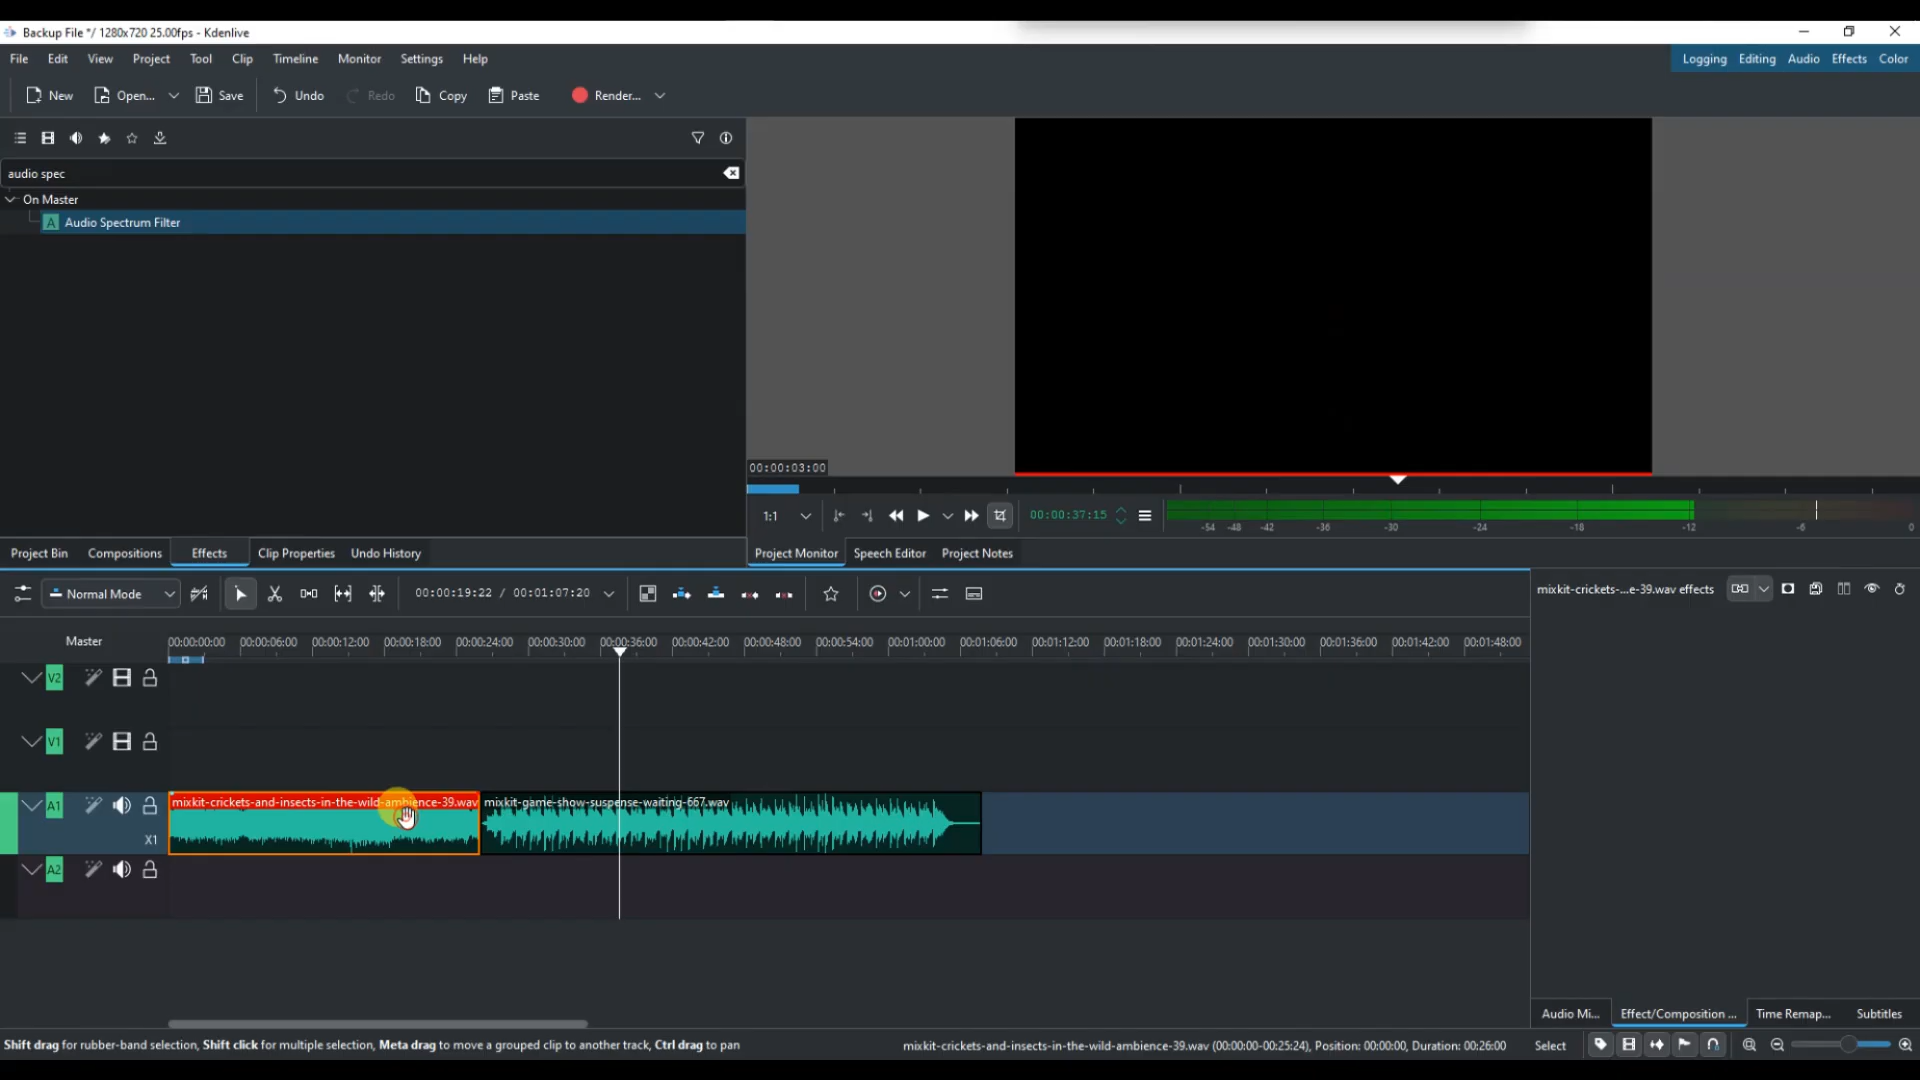 Backup File */ 1280x720 25.00fps - Kdenlive
File Edit View Project Tool Clip Timeline Monitor Settings Help
Logging Editing Audio Effects Color
New Open... Save Undo Redo Copy Paste Render...
audio spec
On Master
A Audio Spectrum Filter
00:00:03:00
1:1 00:00:37:15
-54 -48 -42 -36 -30 -24 -18 -12 -6 0
Project Bin Compositions Effects Clip Properties Undo History
Project Monitor Speech Editor Project Notes
Normal Mode 00:00:19:22 / 00:01:07:20
mixkit-crickets-...e-39.wav effects
Master
00:00:00:00 00:00:06:00 00:00:12:00 00:00:18:00 00:00:24:00 00:00:30:00 00:00:36:00 00:00:42:00 00:00:48:00 00:00:54:00 00:01:00:00 00:01:06:00 00:01:12:00 00:01:18:00 00:01:24:00 00:01:30:00 00:01:36:00 00:01:42:00 00:01:48:00
V2
V1
A1
mixkit-crickets-and-insects-in-the-wild-ambience-39.wav
mixkit-game-show-suspense-waiting-667.wav
X1
A2
Audio Mi... Effect/Composition ... Time Remap... Subtitles
Shift drag for rubber-band selection, Shift click for multiple selection, Meta drag to move a grouped clip to another track, Ctrl drag to pan
mixkit-crickets-and-insects-in-the-wild-ambience-39.wav (00:00:00-00:25:24), Position: 00:00:00, Duration: 00:26:00
Select